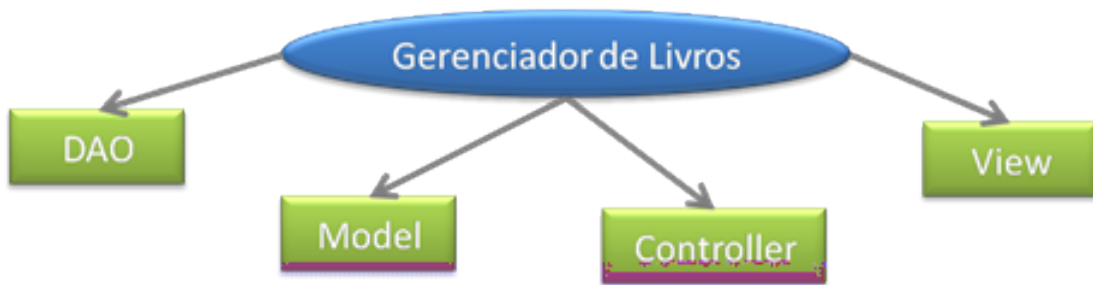 Gerenciador de Livros
DAO
View
Model
Controller